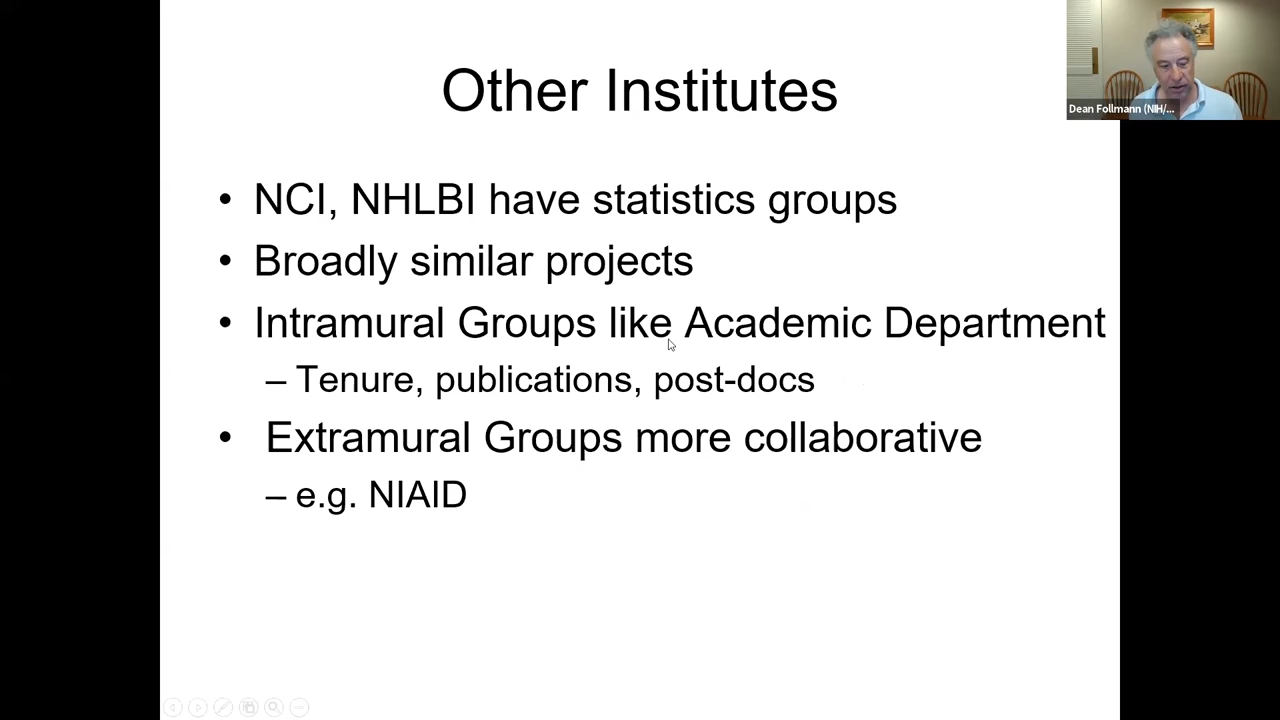 Other Institutes
Dean Follmann (NIH/...
• NCI, NHLBI have statistics groups
• Broadly similar projects
• Intramural Groups like Academic Department
– Tenure, publications, post-docs
• Extramural Groups more collaborative
– e.g. NIAID